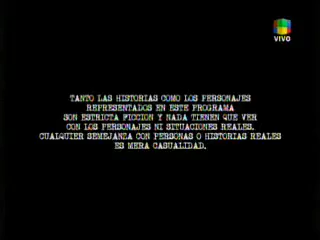 VIVO
TANTO LAS HISTORIAS COMO LOS PERSONAJES
REPRESENTADOS EN ESTE PROGRAMA
SON ESTRICTA FICCION Y NADA TIENEN QUE VER
CON LOS PERSONAJES NI SITUACIONES REALES.
CUALQUIER SEMEJANZA CON PERSONAS O HISTORIAS REALES
ES MERA CASUALIDAD.